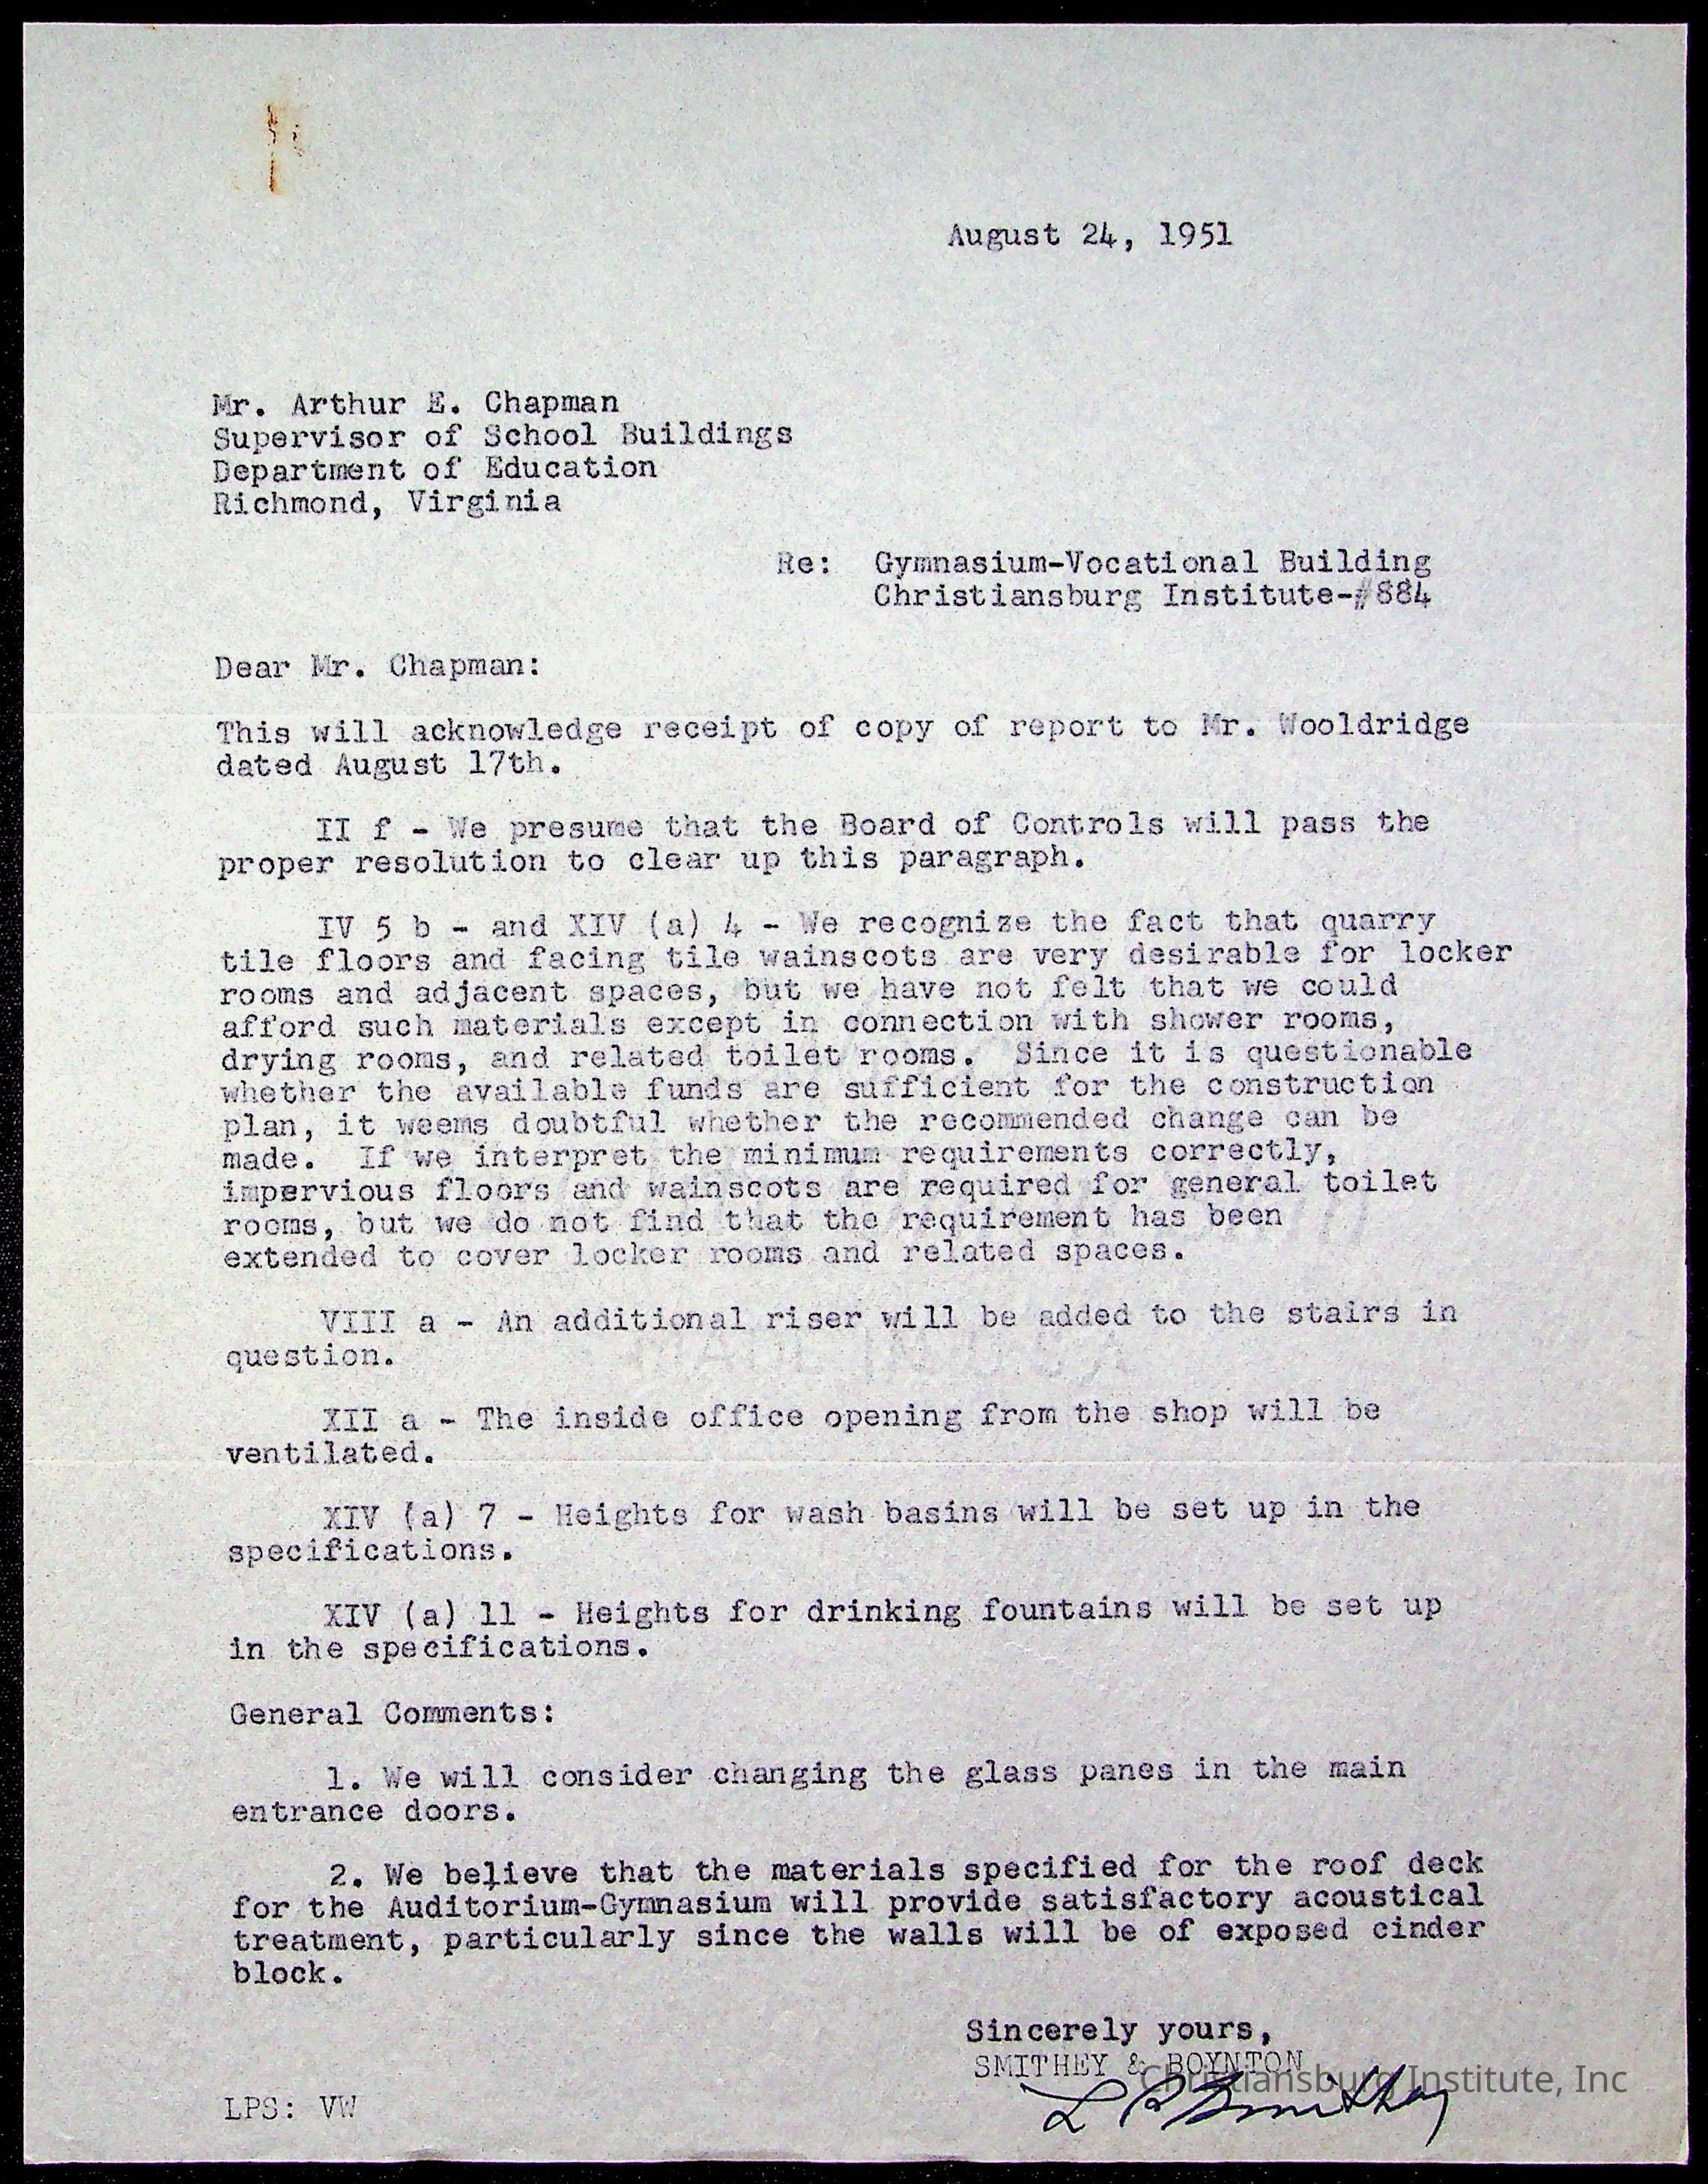 August 24, 1951
Mr. Arthur E. Chapman
Supervisor of School Buildings
Department of Education
Richmond, Virginia
Re: Gymnasium-Vocational Building
Christiansburg Institute-#884
Dear Mr. Chapman:
This will acknowledge receipt of copy of report to Mr. Wooldridge
dated August 17th.
II f - We presume that the Board of Controls will pass the
proper resolution to clear up this paragraph.
IV 5 b - and XIV (a) 4 - We recognize the fact that quarry
tile floors and facing tile wainscots are very desirable for locker
rooms and adjacent spaces, but we have not felt that we could
afford such materials except in connection with shower rooms,
drying rooms, and related toilet rooms. Since it is questionable
whether the available funds are sufficient for the construction
plan, it weems doubtful whether the recommended change can be
made. If we interpret the minimum requirements correctly,
impervious floors and wainscots are required for general toilet
rooms, but we do not find that the requirement has been
extended to cover locker rooms and related spaces.
VIII a - An additional riser will be added to the stairs in
question.
XII a - The inside office opening from the shop will be
ventilated.
XIV (a) 7 - Heights for wash basins will be set up in the
specifications.
XIV (a) 11 - Heights for drinking fountains will be set up
in the specifications.
General Comments:
1. We will consider changing the glass panes in the main
entrance doors.
2. We believe that the materials specified for the roof deck
for the Auditorium-Gymnasium will provide satisfactory acoustical
treatment, particularly since the walls will be of exposed cinder
block.
Sincerely yours,
SMITHEY & BOYNTON
Christiansburg Institute, Inc
L P Smithey
LPS: VW